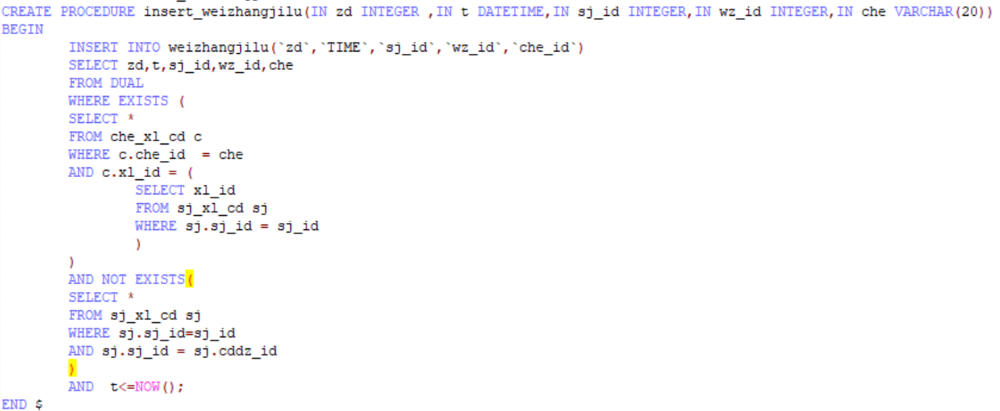 CREATE PROCEDURE insert_weizhangjilu(IN zd INTEGER ,IN t DATETIME,IN sj_id INTEGER,IN wz_id INTEGER,IN che VARCHAR(20))
BEGIN
INSERT INTO weizhangjilu(`zd`,`TIME`,`sj_id`,`wz_id`,`che_id`)
SELECT zd,t,sj_id,wz_id,che
FROM DUAL
WHERE EXISTS (
SELECT *
FROM che_xl_cd c
WHERE c.che_id  = che
AND c.xl_id = (
SELECT xl_id
FROM sj_xl_cd sj
WHERE sj.sj_id = sj_id
)
)
AND NOT EXISTS(
SELECT *
FROM sj_xl_cd sj
WHERE sj.sj_id=sj_id
AND sj.sj_id = sj.cddz_id
)
AND  t<=NOW();
END $